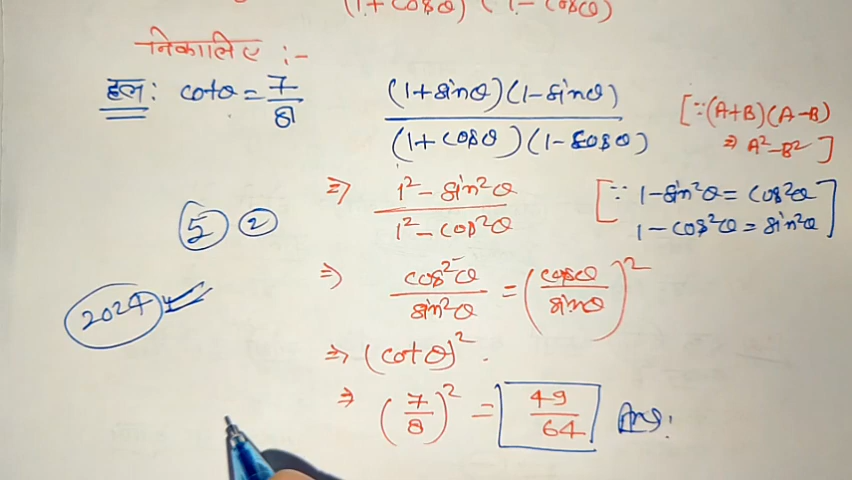 (1+cosθ) (1-cosθ)
निकालिए :-
हल: cotθ = 7/8
(1+sinθ)(1-sinθ) / (1+cosθ)(1-cosθ)
[∵(A+B)(A-B)
⇒ A²-B²]
⇒ 1²-sin²θ / 1²-cos²θ
[∵ 1-sin²θ = cos²θ
1-cos²θ = sin²θ]
5 2
⇒ cos²θ / sin²θ = (cosθ / sinθ)²
2024
⇒ (cotθ)².
⇒ (7/8)² = 49/64 Ans: